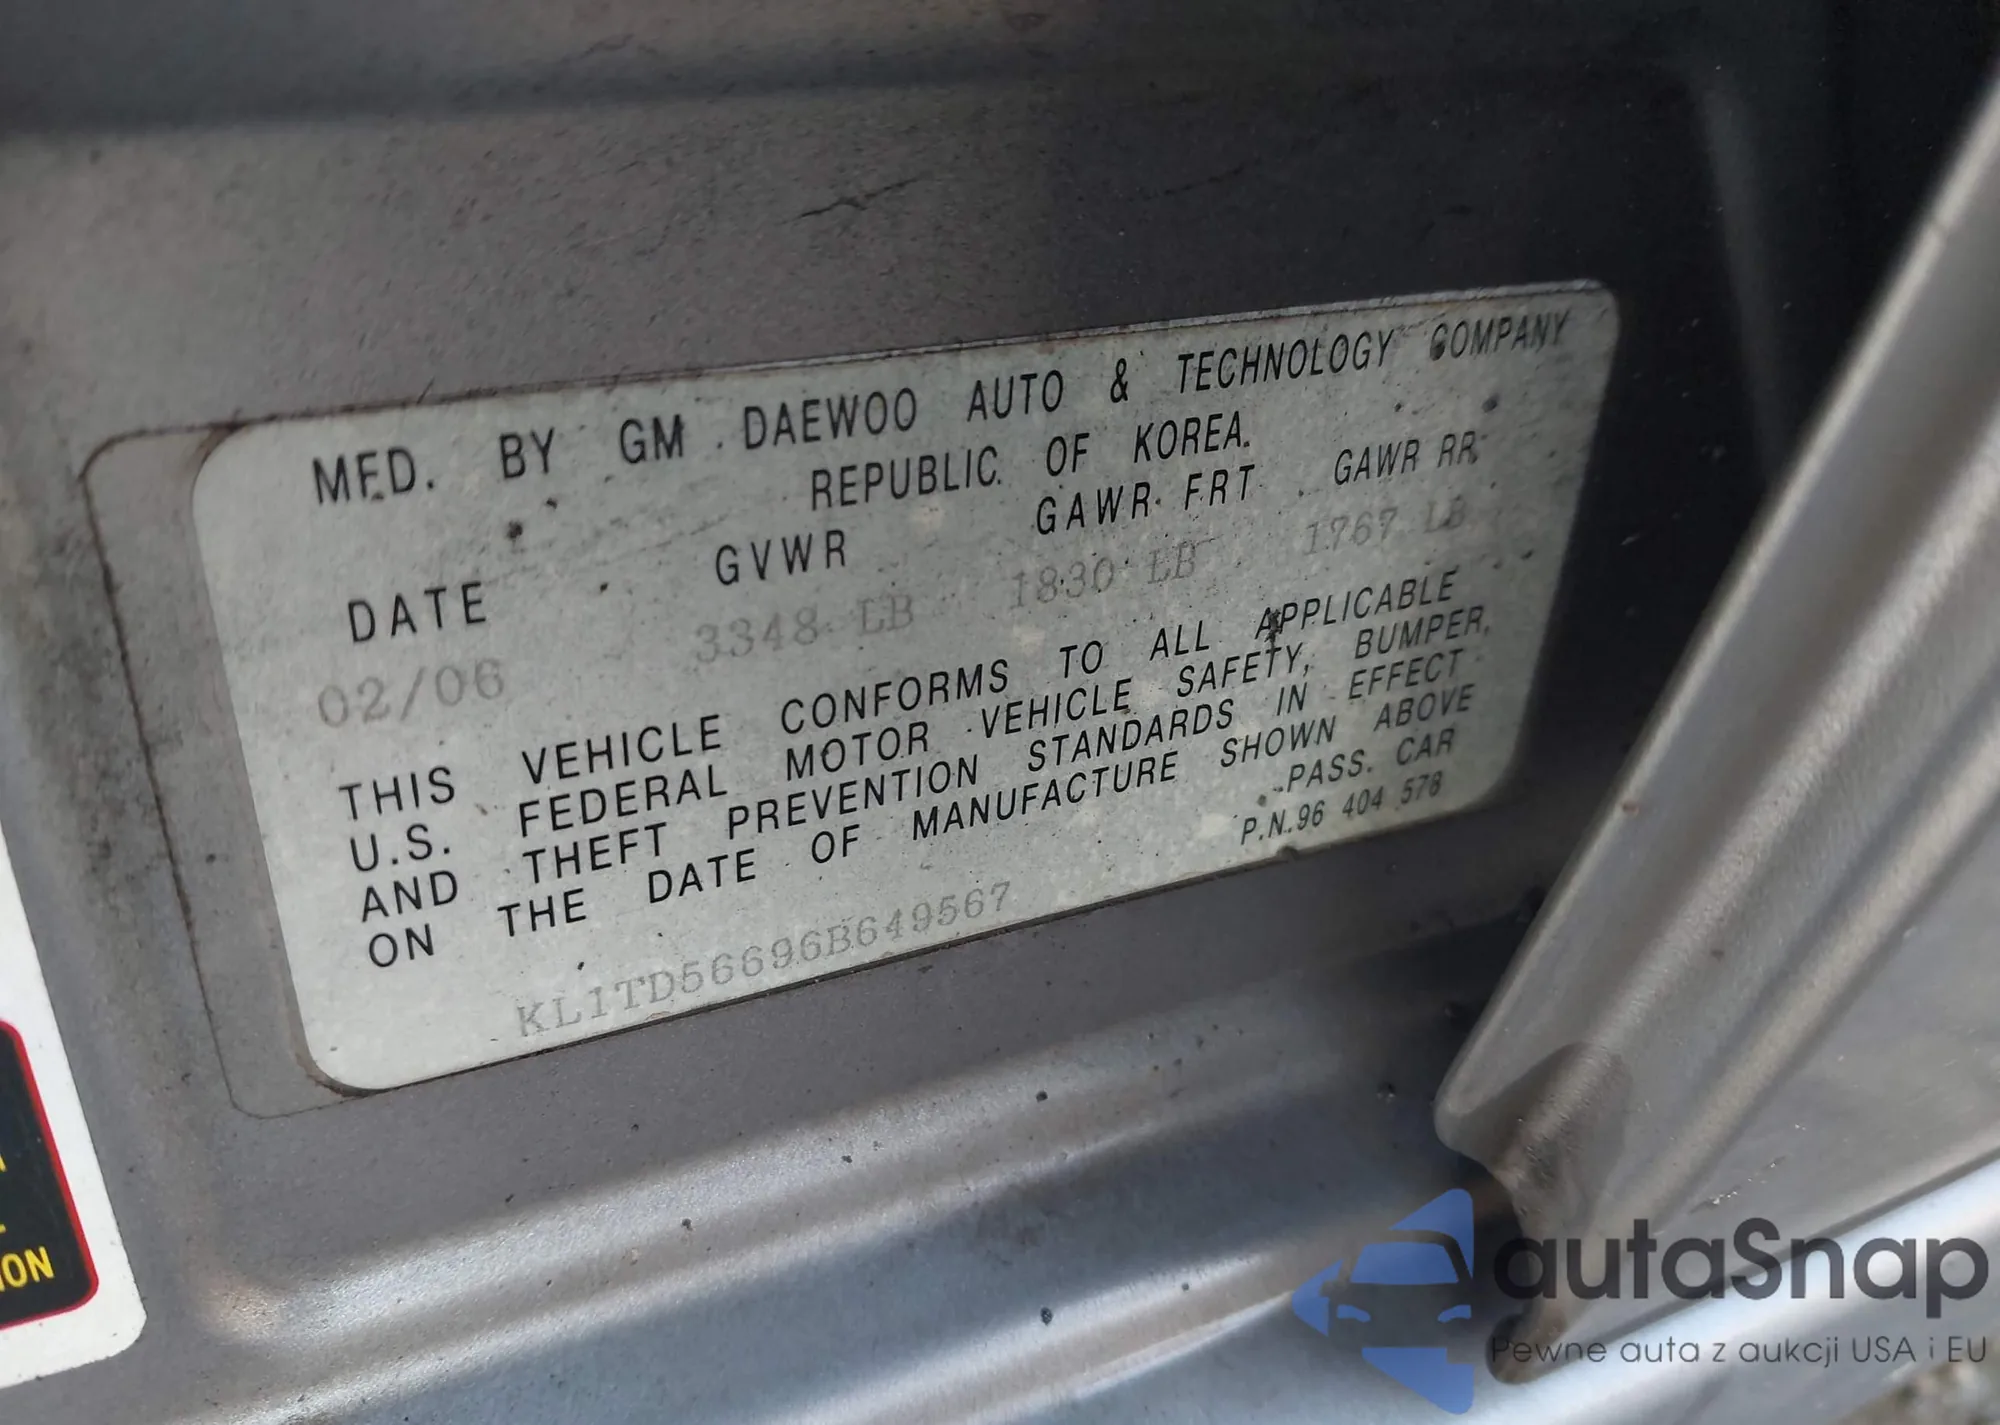 MFD. BY GM DAEWOO AUTO & TECHNOLOGY COMPANY
REPUBLIC OF KOREA.
DATE GVWR GAWR FRT GAWR RR
02/06 3348 LB 1830 LB 1767 LB
THIS VEHICLE CONFORMS TO ALL APPLICABLE
U.S. FEDERAL MOTOR VEHICLE SAFETY, BUMPER,
AND THEFT PREVENTION STANDARDS IN EFFECT
ON THE DATE OF MANUFACTURE SHOWN ABOVE
PASS. CAR
P.N.96 404 578
KL1TD56696B649567
autaSnap
Pewne auta z aukcji USA i EU